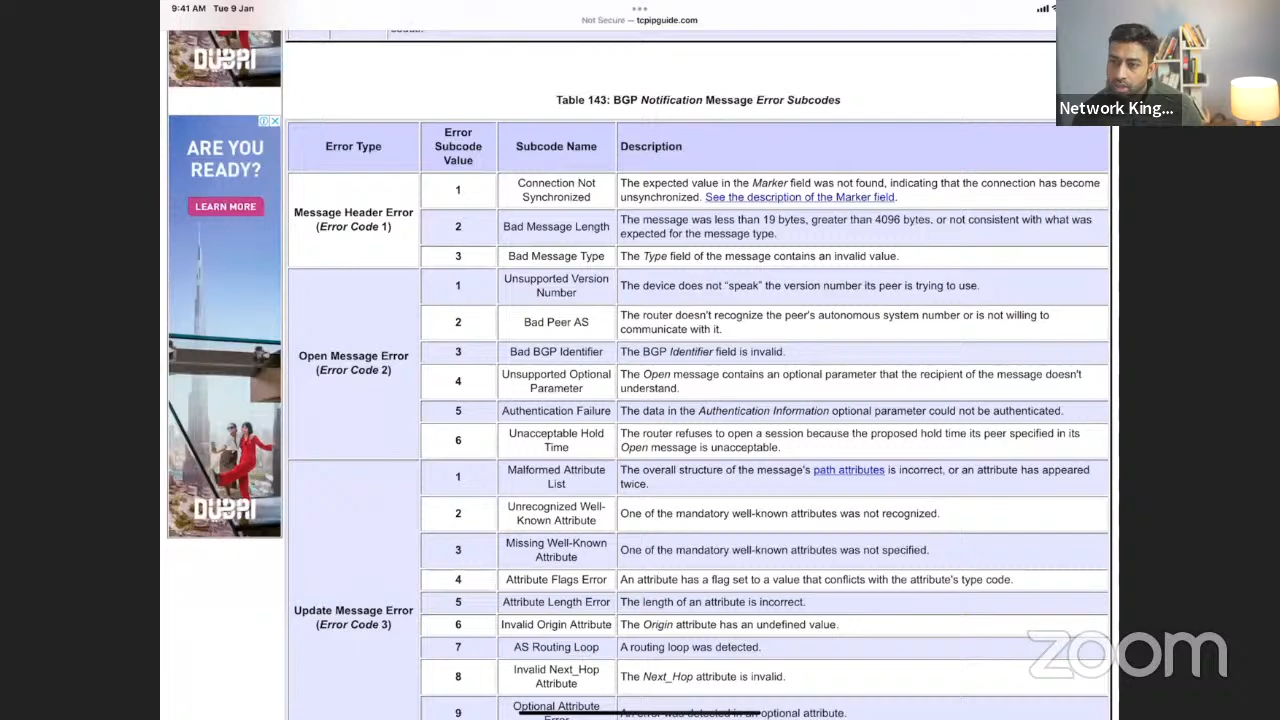 9:41 AM Tue 9 Jan
Not Secure — tcpipguide.com
Network King...
DUBAI
ARE YOU
READY?
LEARN MORE
DUBAI
Table 143: BGP Notification Message Error Subcodes
Error Type
Error
Subcode
Value
Subcode Name
Description
Message Header Error
(Error Code 1)
1
Connection Not
Synchronized
The expected value in the Marker field was not found, indicating that the connection has become
unsynchronized. See the description of the Marker field.
2
Bad Message Length
The message was less than 19 bytes, greater than 4096 bytes, or not consistent with what was
expected for the message type.
3
Bad Message Type
The Type field of the message contains an invalid value.
Open Message Error
(Error Code 2)
1
Unsupported Version
Number
The device does not “speak” the version number its peer is trying to use.
2
Bad Peer AS
The router doesn't recognize the peer's autonomous system number or is not willing to
communicate with it.
3
Bad BGP Identifier
The BGP Identifier field is invalid.
4
Unsupported Optional
Parameter
The Open message contains an optional parameter that the recipient of the message doesn't
understand.
5
Authentication Failure
The data in the Authentication Information optional parameter could not be authenticated.
6
Unacceptable Hold
Time
The router refuses to open a session because the proposed hold time its peer specified in its
Open message is unacceptable.
Update Message Error
(Error Code 3)
1
Malformed Attribute
List
The overall structure of the message's path attributes is incorrect, or an attribute has appeared
twice.
2
Unrecognized Well-
Known Attribute
One of the mandatory well-known attributes was not recognized.
3
Missing Well-Known
Attribute
One of the mandatory well-known attributes was not specified.
4
Attribute Flags Error
An attribute has a flag set to a value that conflicts with the attribute's type code.
5
Attribute Length Error
The length of an attribute is incorrect.
6
Invalid Origin Attribute
The Origin attribute has an undefined value.
7
AS Routing Loop
A routing loop was detected.
8
Invalid Next_Hop
Attribute
The Next_Hop attribute is invalid.
9
Optional Attribute
Error
An error was detected in an optional attribute.
zoom